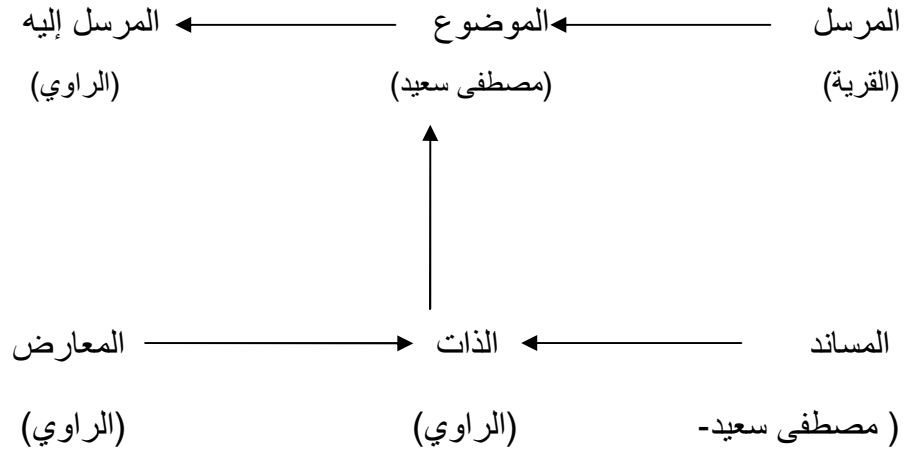 المرسل الموضوع المرسل إليه
(القرية) (مصطفى سعيد) (الراوي)
المساند الذات المعارض
( مصطفى سعيد- (الراوي) (الراوي)